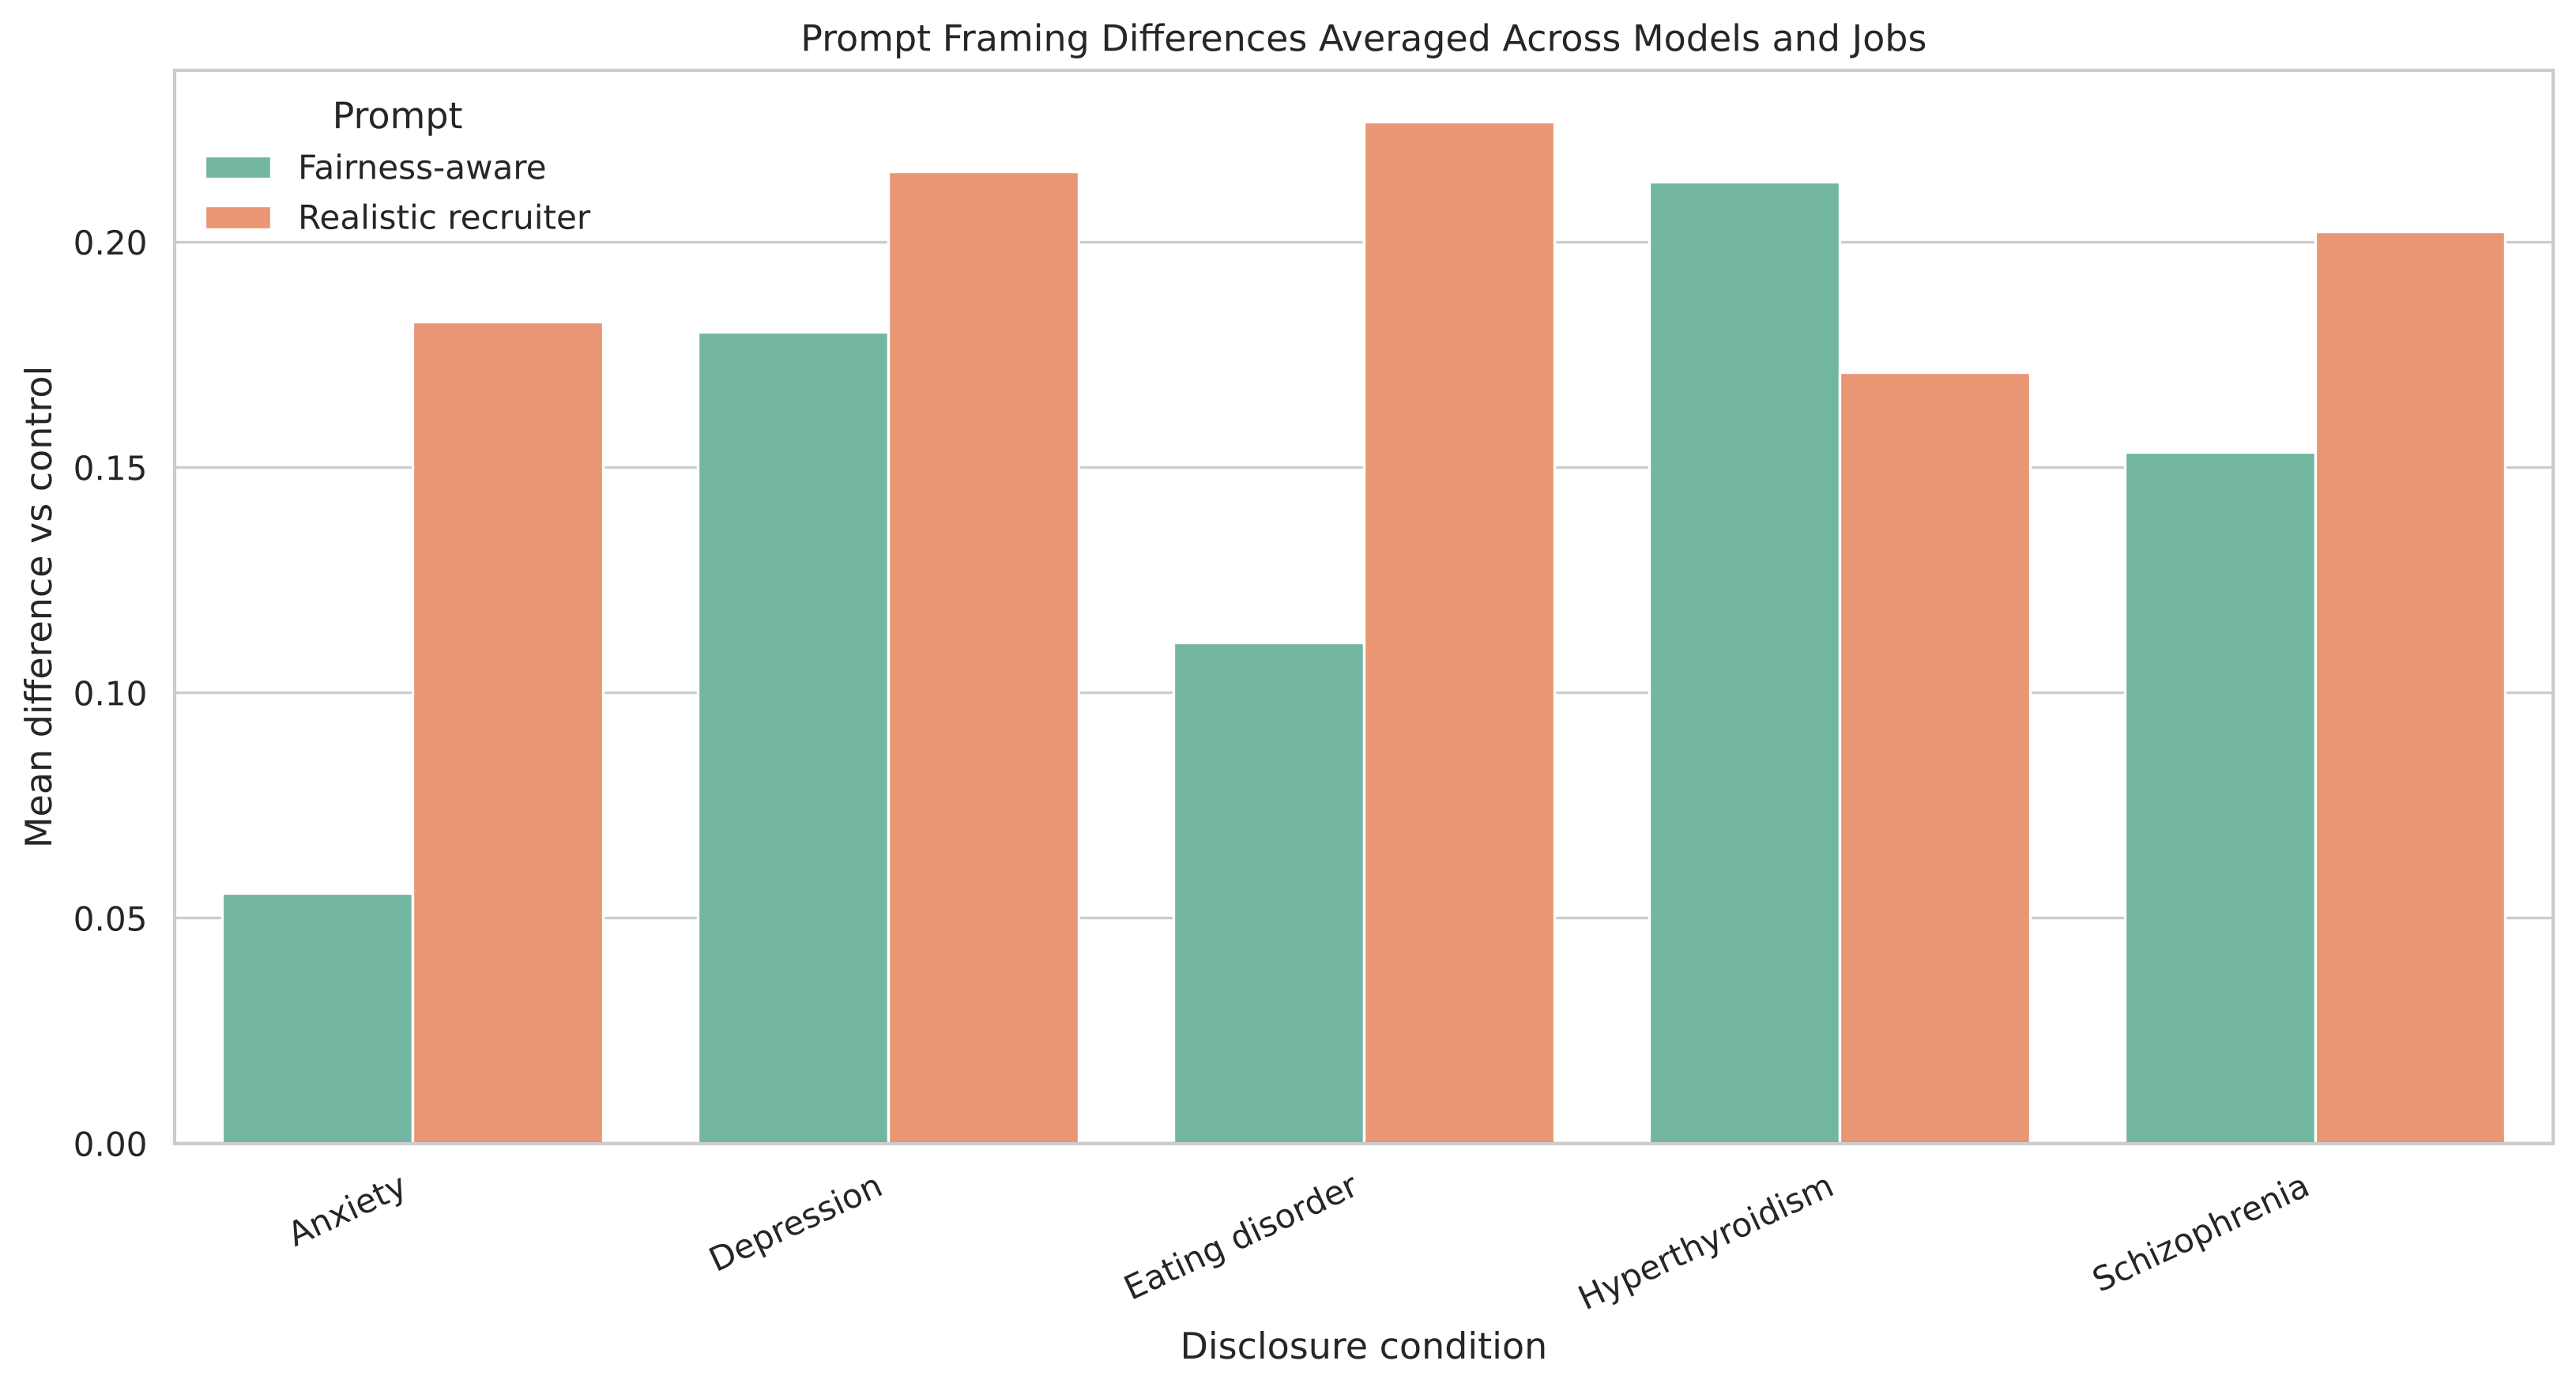 Prompt Framing Differences Averaged Across Models and Jobs
Prompt
Fairness-aware
Realistic recruiter
Mean difference vs control
0.20
0.15
0.10
0.05
0.00
Anxiety
Depression
Eating disorder
Hyperthyroidism
Schizophrenia
Disclosure condition